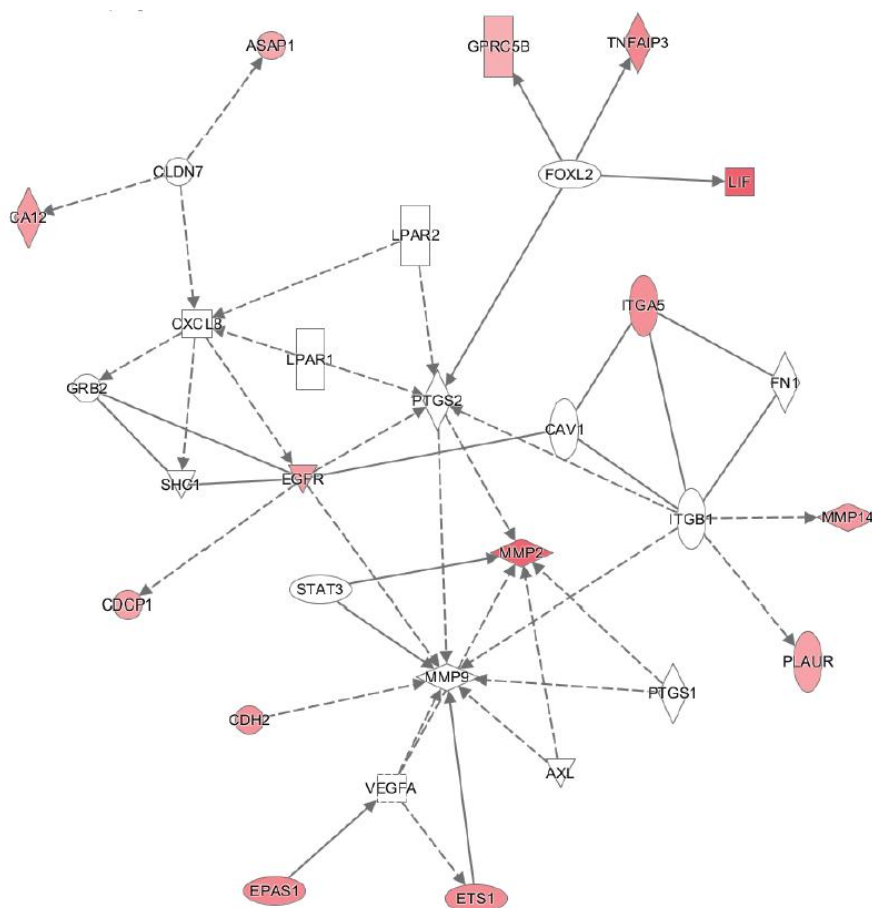 ASAP1
GPRC5B
TNFAIP3
CLDN7
FOXL2
LIF
CA12
LPAR2
ITGA5
CXCL8
LPAR1
GRB2
PTGS2
FN1
CAV1
SHC1
EGFR
ITGB1
MMP14
MMP2
STAT3
CDCP1
PLAUR
MMP9
PTGS1
CDH2
AXL
VEGFA
EPAS1
ETS1